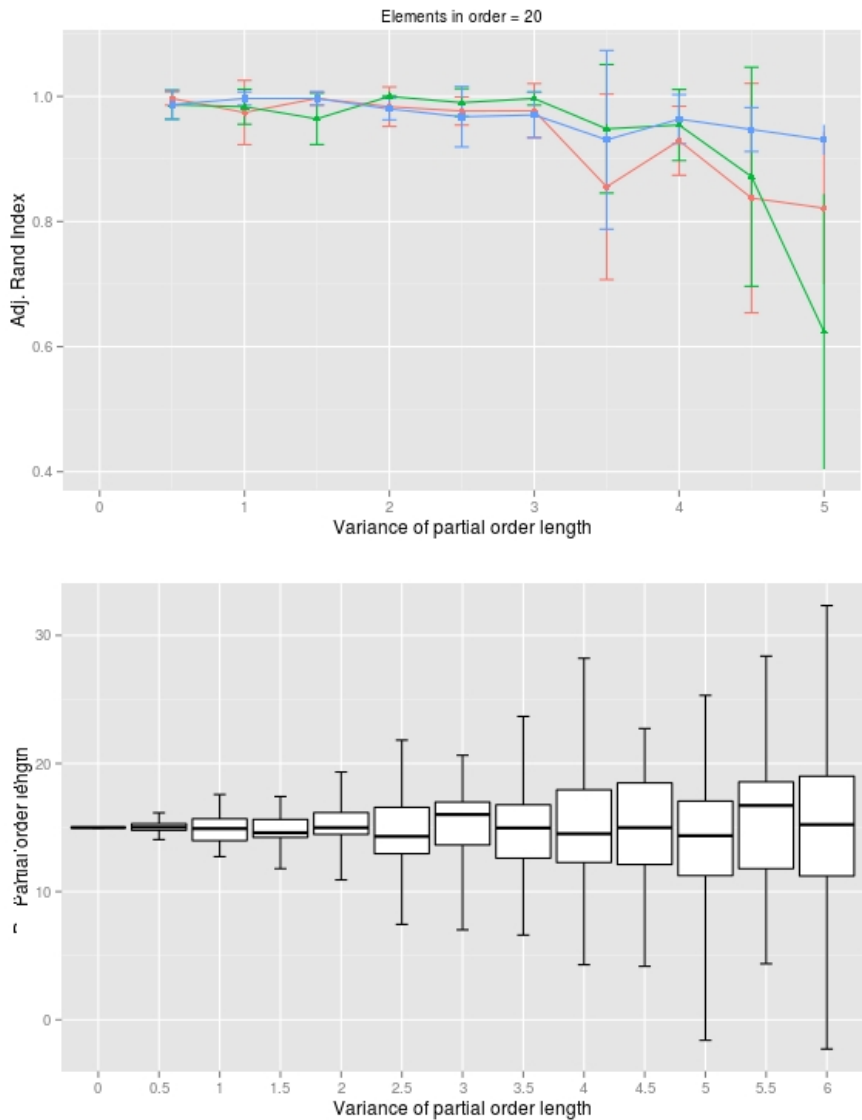 Elements in order = 20
Adj. Rand Index
1.0
0.8
0.6
0.4
0 1 2 3 4 5
Variance of partial order length
Partial order length
30
20
10
0
0 0.5 1 1.5 2 2.5 3 3.5 4 4.5 5 5.5 6
Variance of partial order length